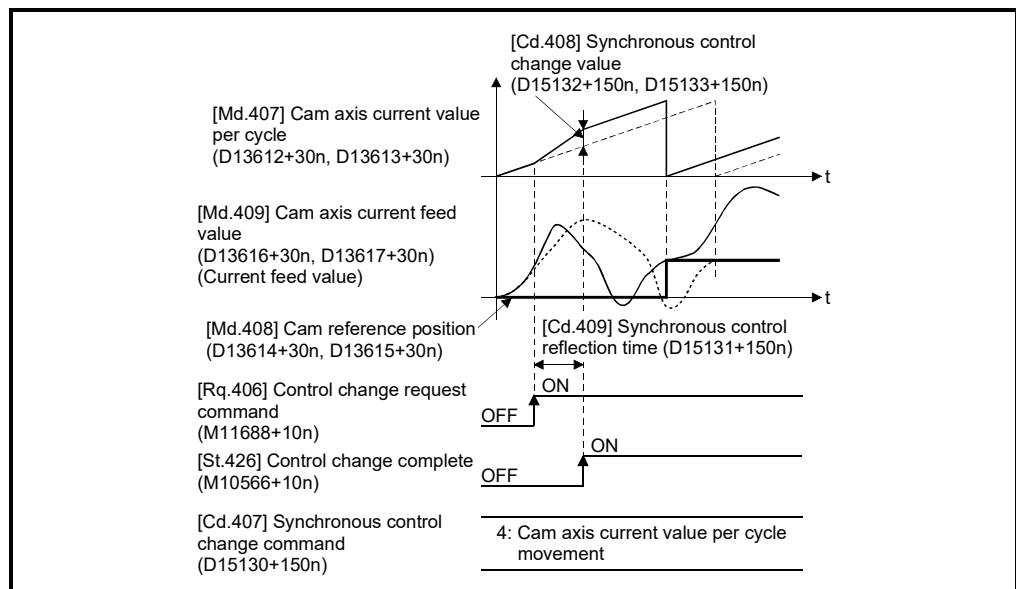 [Cd.408] Synchronous control
change value
(D15132+150n, D15133+150n)
[Md.407] Cam axis current value
per cycle
(D13612+30n, D13613+30n)
t
[Md.409] Cam axis current feed
value
(D13616+30n, D13617+30n)
(Current feed value)
t
[Md.408] Cam reference position
(D13614+30n, D13615+30n)
[Cd.409] Synchronous control
reflection time (D15131+150n)
[Rq.406] Control change request
command
(M11688+10n)
ON
OFF
[St.426] Control change complete
(M10566+10n)
ON
OFF
[Cd.407] Synchronous control
change command
(D15130+150n)
4: Cam axis current value per cycle
movement